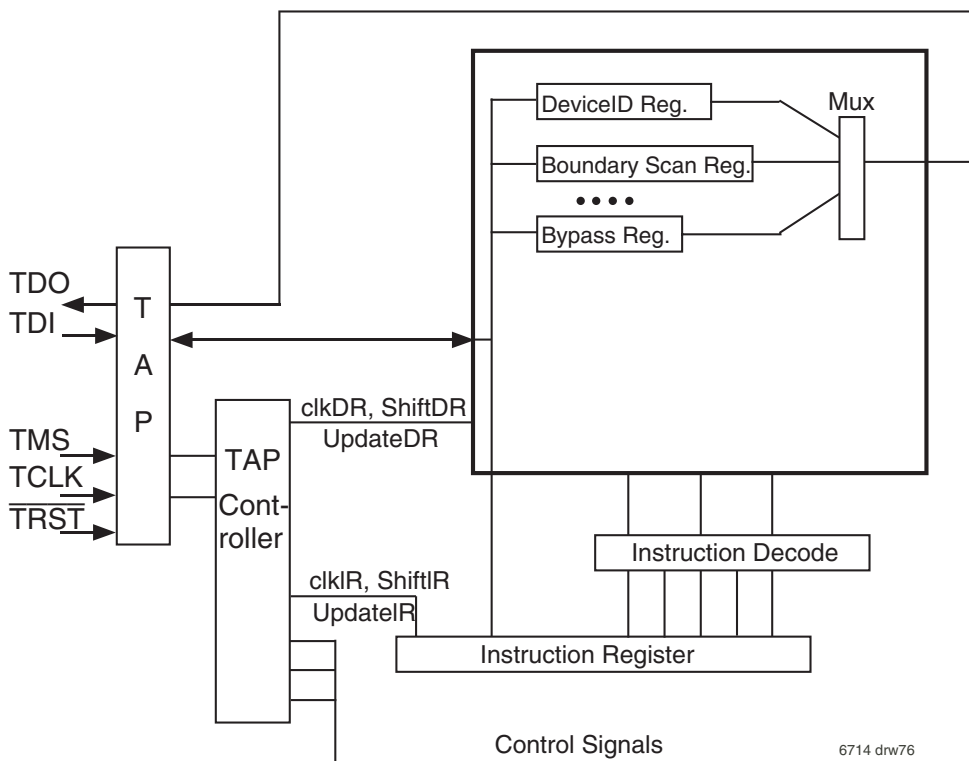 DeviceID Reg.
Mux
Boundary Scan Reg.
Bypass Reg.
TDO
TDI
T
A
P
TMS
TCLK
TRST
clkDR, ShiftDR
UpdateDR
TAP
Cont-
roller
Instruction Decode
clkIR, ShiftIR
UpdateIR
Instruction Register
Control Signals
6714 drw76